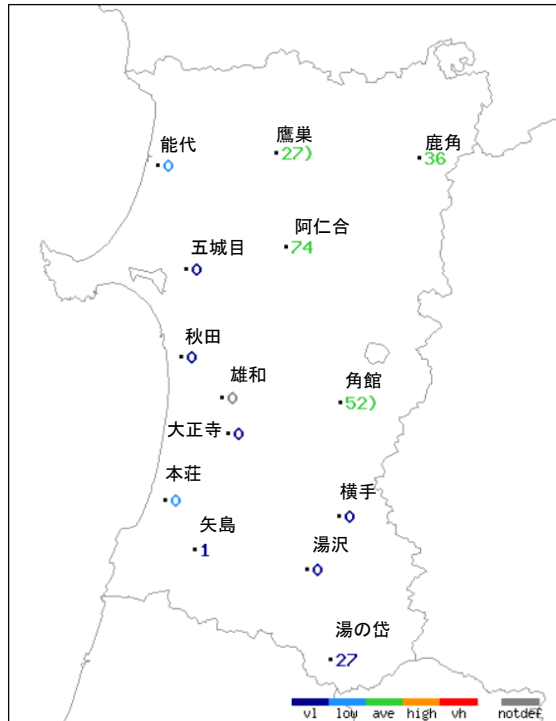 鷹巣
27)
鹿角
36
能代
0
阿仁合
74
五城目
0
秋田
0
雄和
0
角館
52)
大正寺
0
本荘
0
横手
0
矢島
1
湯沢
0
湯の岱
27
vl low ave high vh notdef